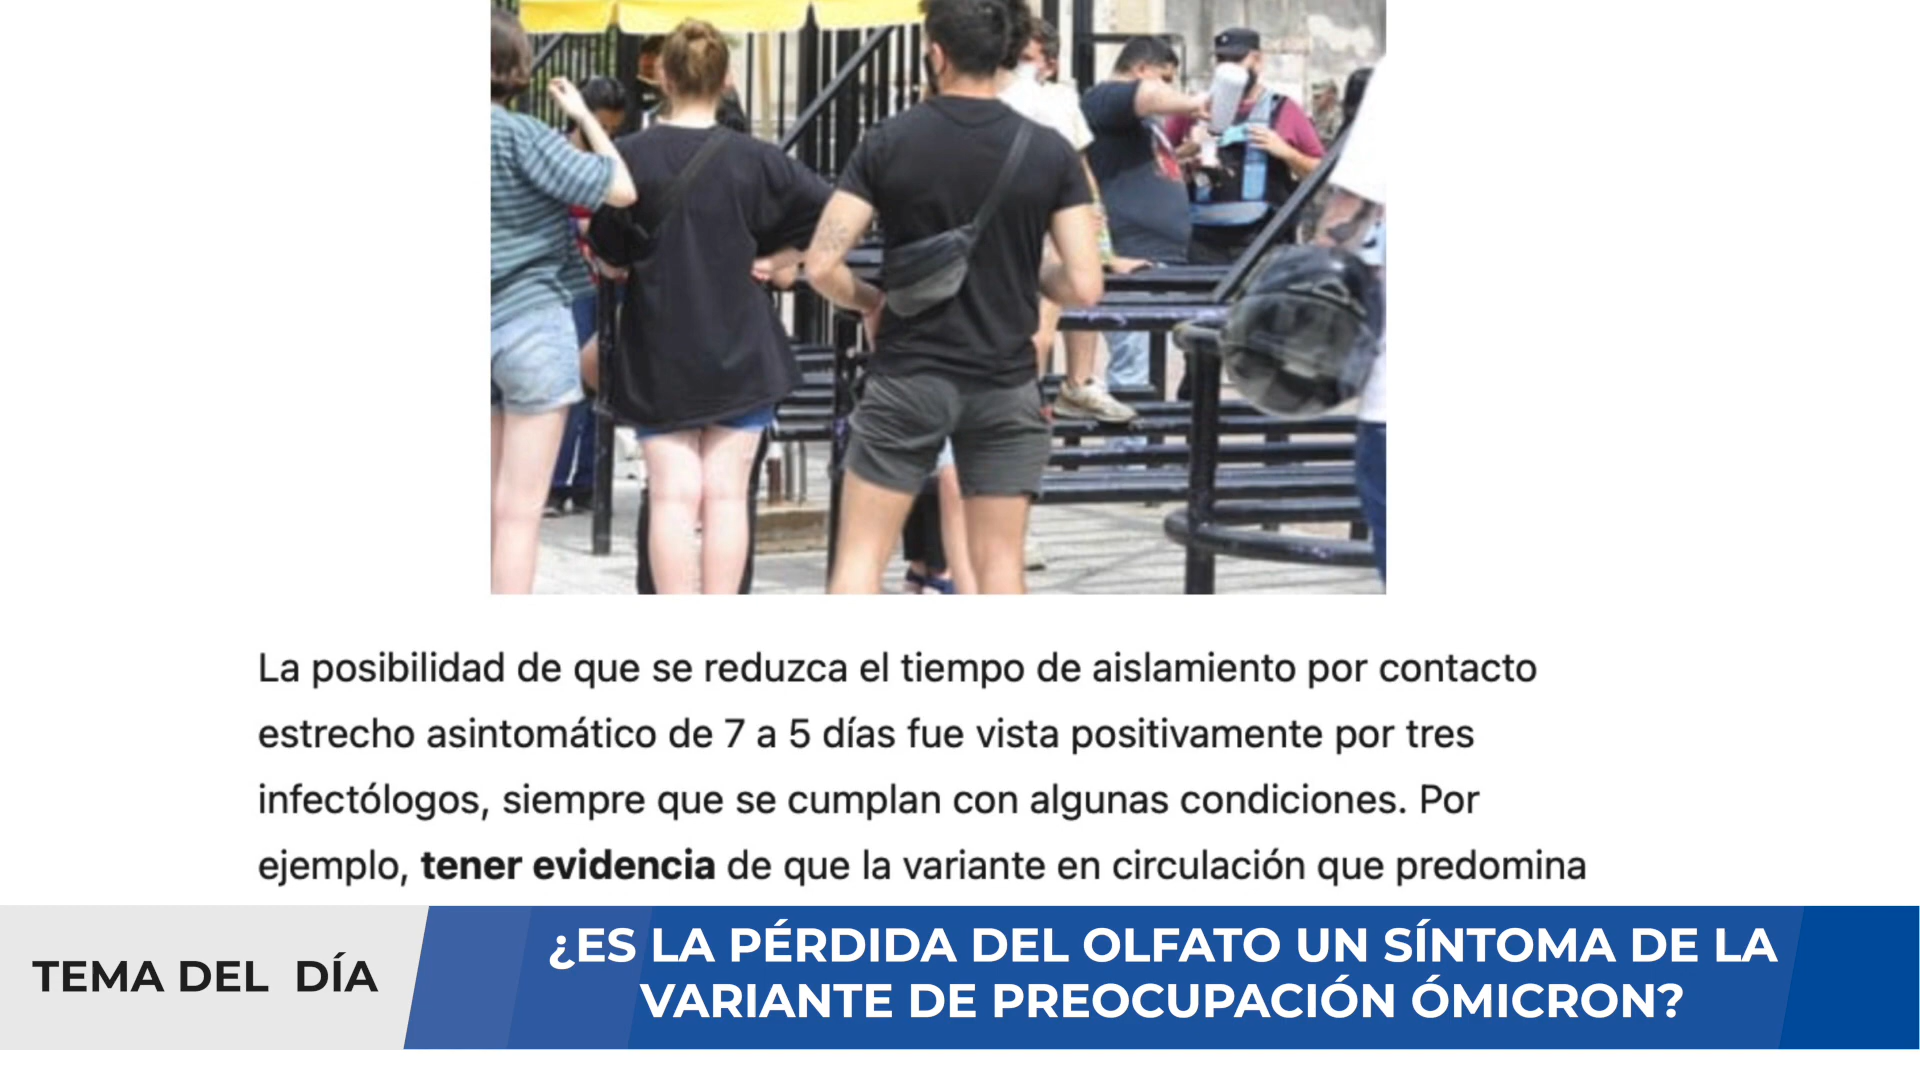 La posibilidad de que se reduzca el tiempo de aislamiento por contacto
estrecho asintomático de 7 a 5 días fue vista positivamente por tres
infectólogos, siempre que se cumplan con algunas condiciones. Por
ejemplo, tener evidencia de que la variante en circulación que predomina
TEMA DEL DÍA
¿ES LA PÉRDIDA DEL OLFATO UN SÍNTOMA DE LA
VARIANTE DE PREOCUPACIÓN ÓMICRON?